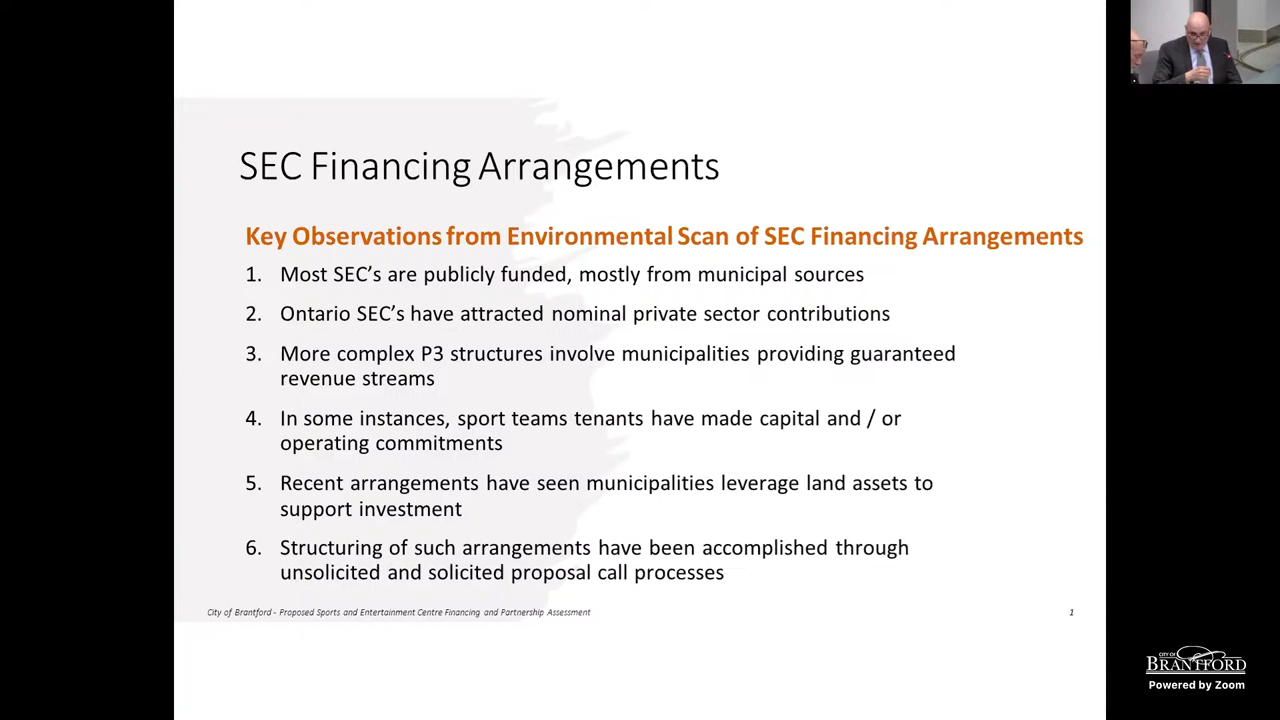 SEC Financing Arrangements
Key Observations from Environmental Scan of SEC Financing Arrangements
1. Most SEC's are publicly funded, mostly from municipal sources
2. Ontario SEC's have attracted nominal private sector contributions
3. More complex P3 structures involve municipalities providing guaranteed
revenue streams
4. In some instances, sport teams tenants have made capital and / or
operating commitments
5. Recent arrangements have seen municipalities leverage land assets to
support investment
6. Structuring of such arrangements have been accomplished through
unsolicited and solicited proposal call processes
City of Brantford - Proposed Sports and Entertainment Centre Financing and Partnership Assessment 1
CITY OF
BRANTFORD
Powered by Zoom